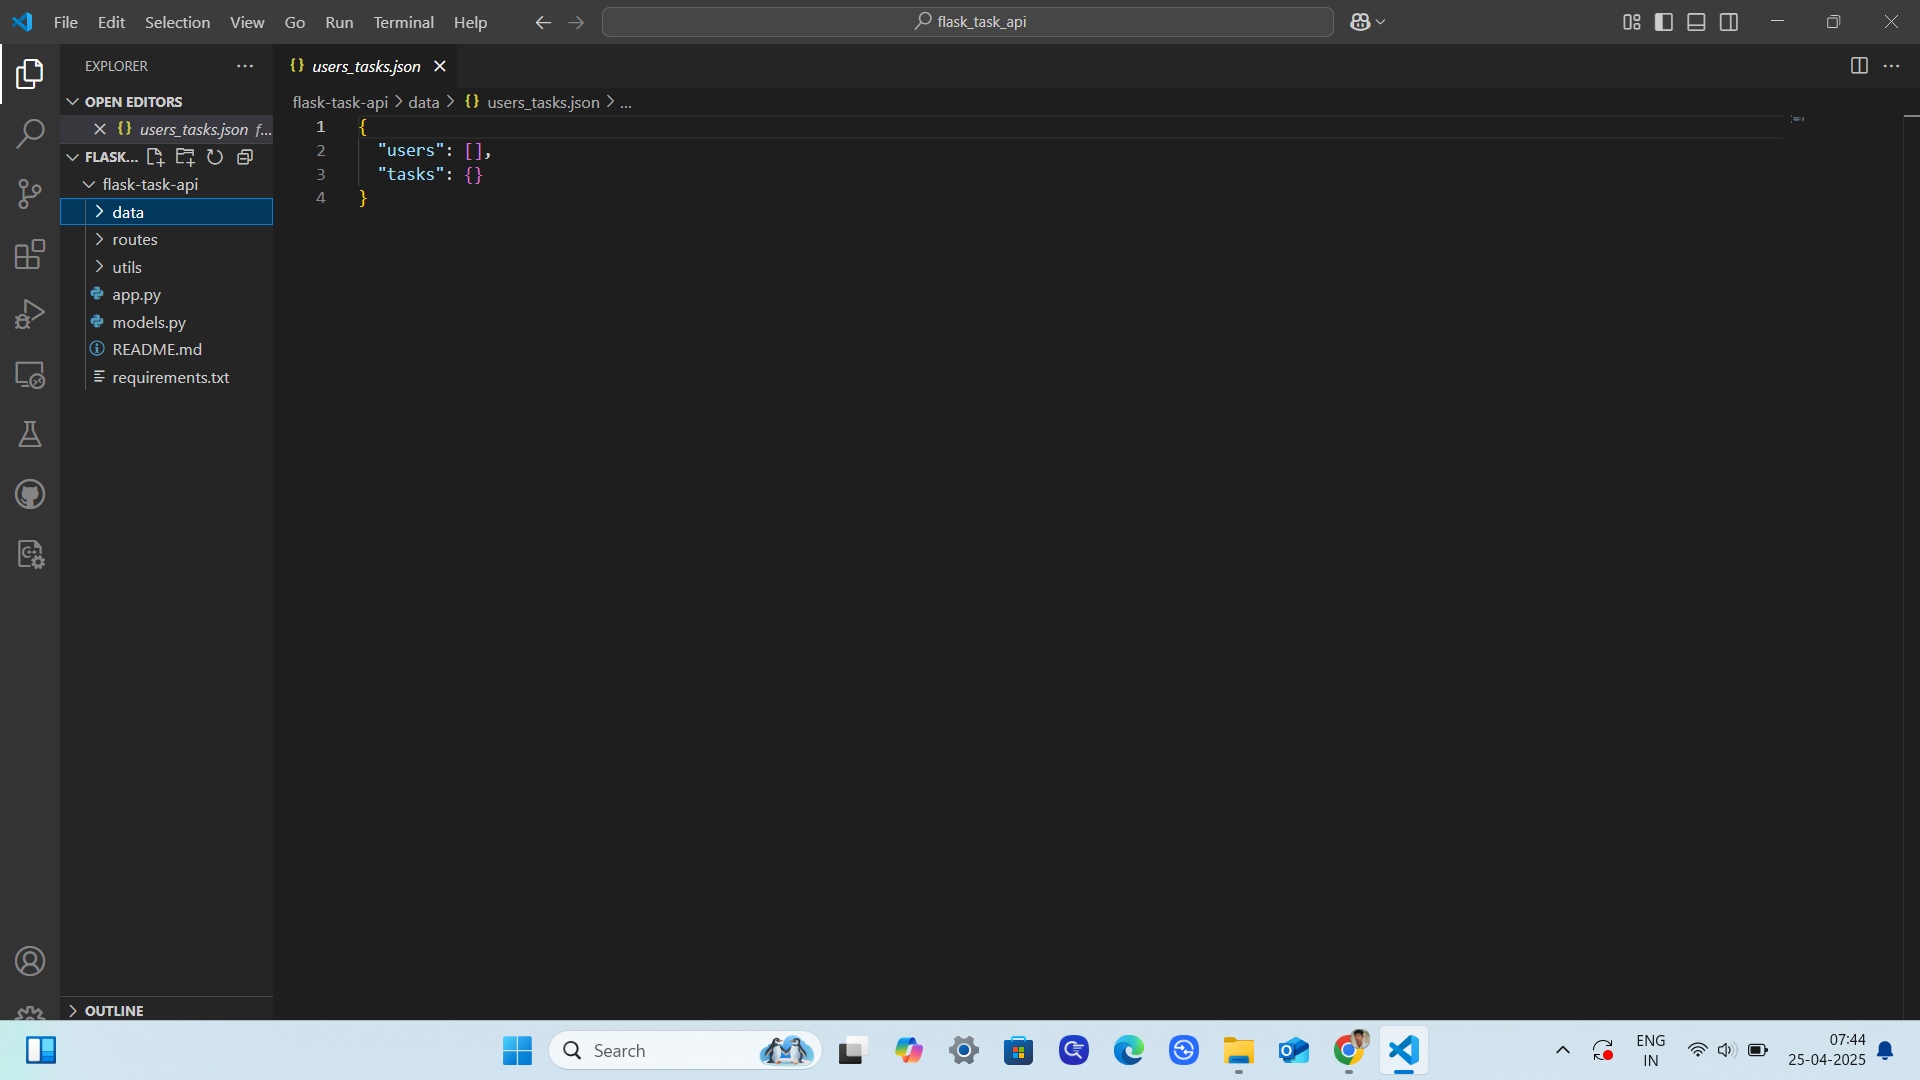 File Edit Selection View Go Run Terminal Help
flask_task_api
EXPLORER
OPEN EDITORS
users_tasks.json f...
FLASK...
flask-task-api
data
routes
utils
app.py
models.py
README.md
requirements.txt
OUTLINE
users_tasks.json
flask-task-api > data > {} users_tasks.json > ...
1 {
2 "users": [],
3 "tasks": {}
4 }
Search
ENG
IN
07:44
25-04-2025